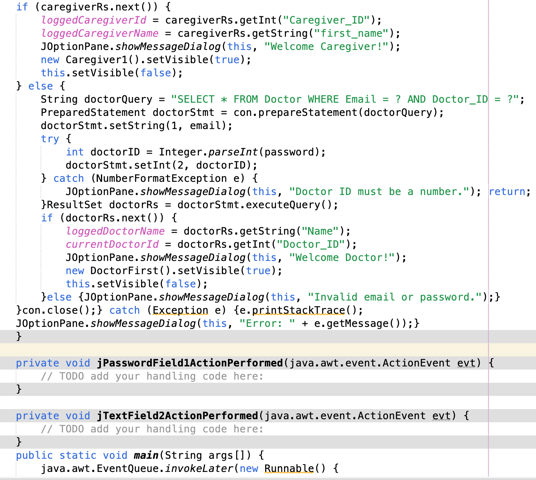 if (caregiverRs.next()) {
    loggedCaregiverId = caregiverRs.getInt("Caregiver_ID");
    loggedCaregiverName = caregiverRs.getString("first_name");
    JOptionPane.showMessageDialog(this, "Welcome Caregiver!");
    new Caregiver1().setVisible(true);
    this.setVisible(false);
} else {
    String doctorQuery = "SELECT * FROM Doctor WHERE Email = ? AND Doctor_ID = ?";
    PreparedStatement doctorStmt = con.prepareStatement(doctorQuery);
    doctorStmt.setString(1, email);
    try {
        int doctorID = Integer.parseInt(password);
        doctorStmt.setInt(2, doctorID);
    } catch (NumberFormatException e) {
        JOptionPane.showMessageDialog(this, "Doctor ID must be a number."); return;
    }ResultSet doctorRs = doctorStmt.executeQuery();
    if (doctorRs.next()) {
        loggedDoctorName = doctorRs.getString("Name");
        currentDoctorId = doctorRs.getInt("Doctor_ID");
        JOptionPane.showMessageDialog(this, "Welcome Doctor!");
        new DoctorFirst().setVisible(true);
        this.setVisible(false);
    }else {JOptionPane.showMessageDialog(this, "Invalid email or password.");}
}con.close();} catch (Exception e) {e.printStackTrace();
JOptionPane.showMessageDialog(this, "Error: " + e.getMessage());}
}
private void jPasswordField1ActionPerformed(java.awt.event.ActionEvent evt) {
    // TODO add your handling code here:
}
private void jTextField2ActionPerformed(java.awt.event.ActionEvent evt) {
    // TODO add your handling code here:
}
public static void main(String args[]) {
    java.awt.EventQueue.invokeLater(new Runnable() {